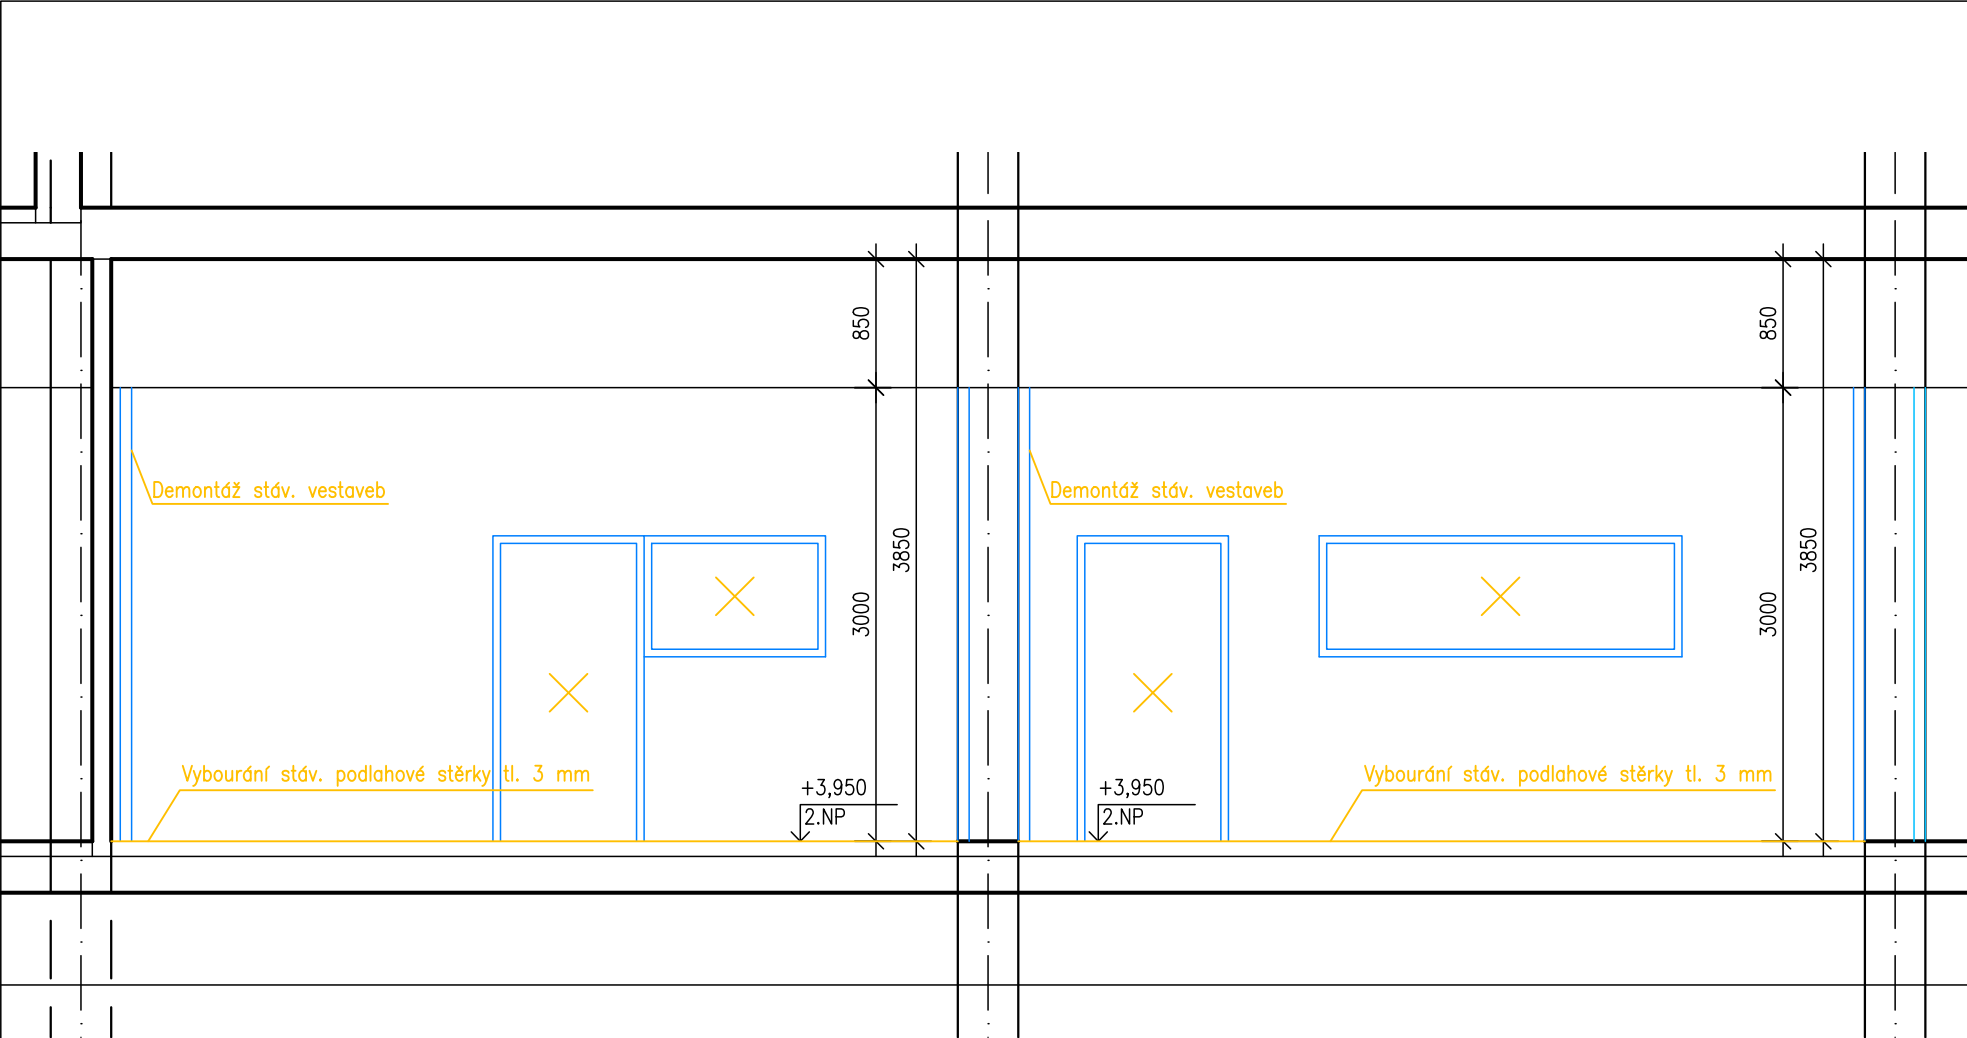 850
850
Demontáž stáv. vestaveb
Demontáž stáv. vestaveb
3850
3850
3000
3000
Vybourání stáv. podlahové stěrky tl. 3 mm
+3,950
2.NP
+3,950
2.NP
Vybourání stáv. podlahové stěrky tl. 3 mm